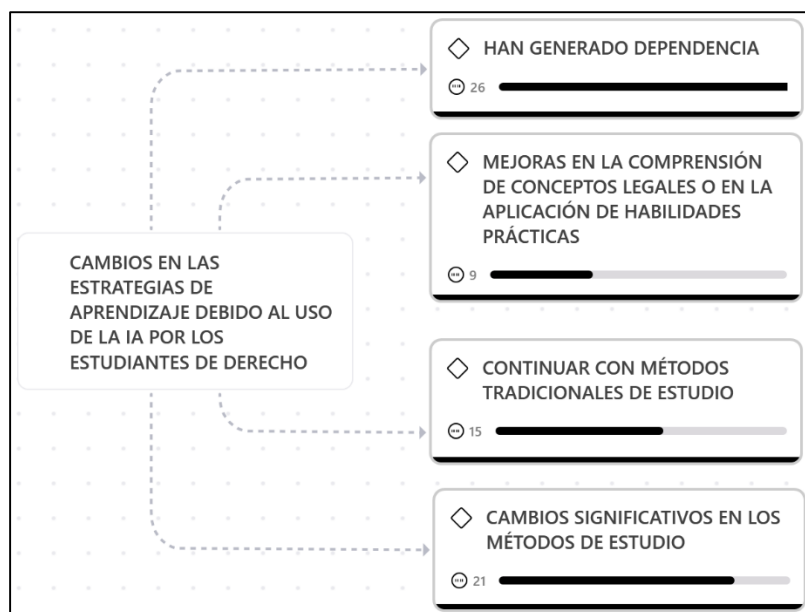 HAN GENERADO DEPENDENCIA
26
MEJORAS EN LA COMPRENSIÓN
DE CONCEPTOS LEGALES O EN LA
APLICACIÓN DE HABILIDADES
PRÁCTICAS
9
CAMBIOS EN LAS
ESTRATEGIAS DE
APRENDIZAJE DEBIDO AL USO
DE LA IA POR LOS
ESTUDIANTES DE DERECHO
CONTINUAR CON MÉTODOS
TRADICIONALES DE ESTUDIO
15
CAMBIOS SIGNIFICATIVOS EN LOS
MÉTODOS DE ESTUDIO
21